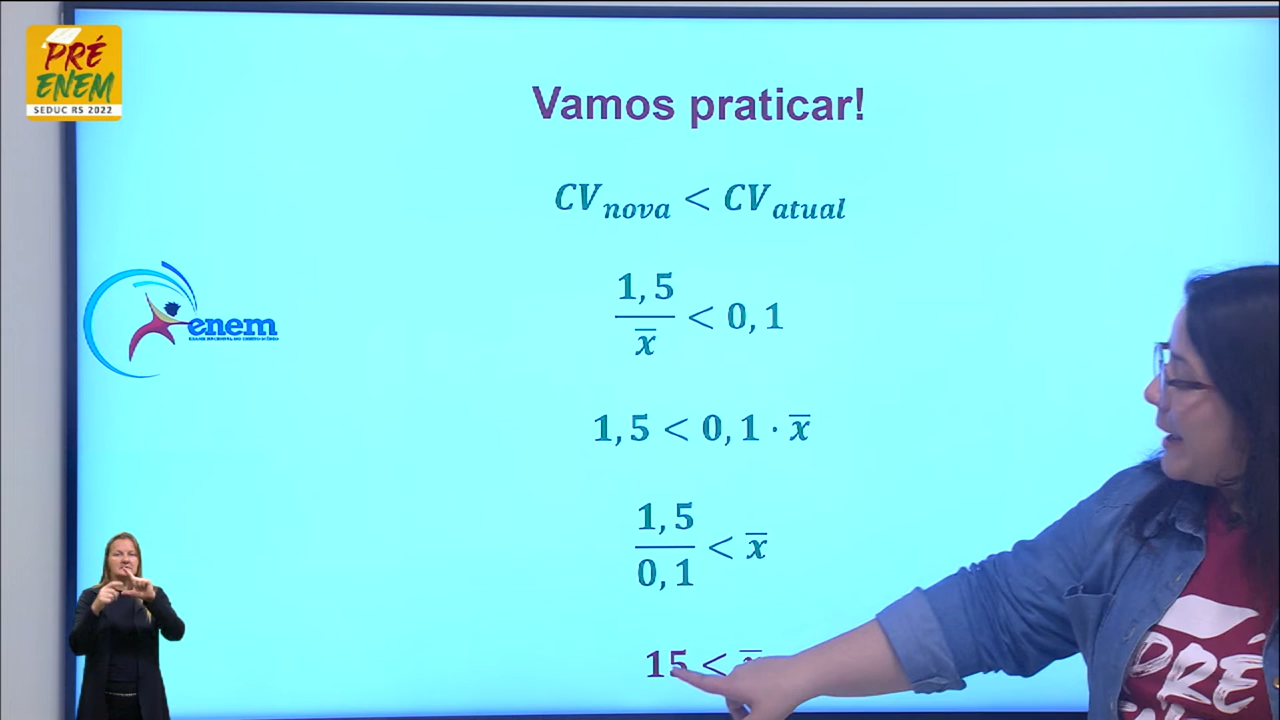 PRÉ
ENEM
SEDUC RS 2022
Vamos praticar!
CV_nova < CV_atual
1,5 / x̅ < 0,1
1,5 < 0,1 · x̅
1,5 / 0,1 < x̅
15 < x̅
enem
PRÉ